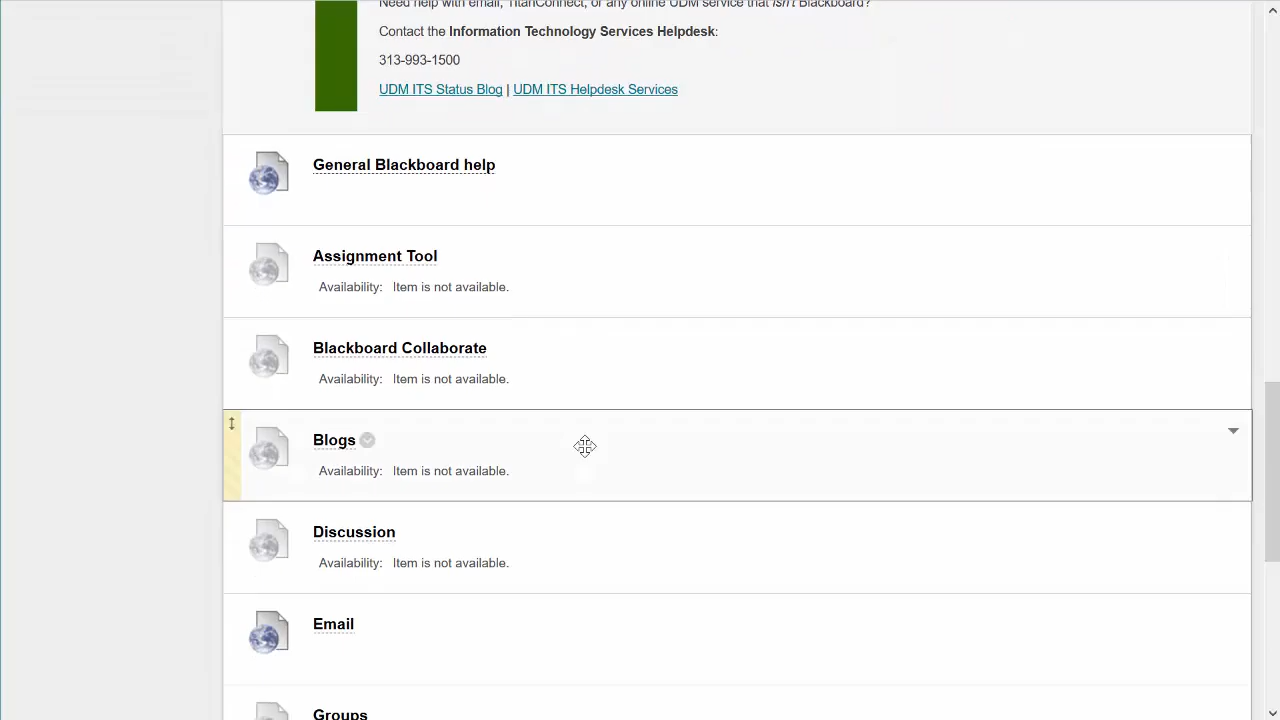 Need help with email, TitanConnect, or any online UDM service that isn't Blackboard?
Contact the Information Technology Services Helpdesk:
313-993-1500
UDM ITS Status Blog | UDM ITS Helpdesk Services
General Blackboard help
Assignment Tool
Availability: Item is not available.
Blackboard Collaborate
Availability: Item is not available.
Blogs
Availability: Item is not available.
Discussion
Availability: Item is not available.
Email
Groups